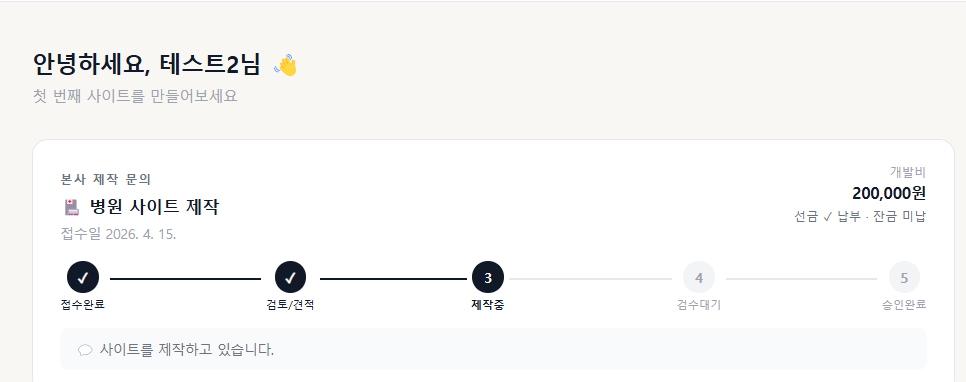 안녕하세요, 테스트2님 👋
첫 번째 사이트를 만들어보세요
본사 제작 문의
개발비
병원 사이트 제작
200,000원
접수일 2026. 4. 15.
선금 ✓ 납부 · 잔금 미납
✓ ✓ 3 4 5
접수완료 검토/견적 제작중 검수대기 승인완료
사이트를 제작하고 있습니다.